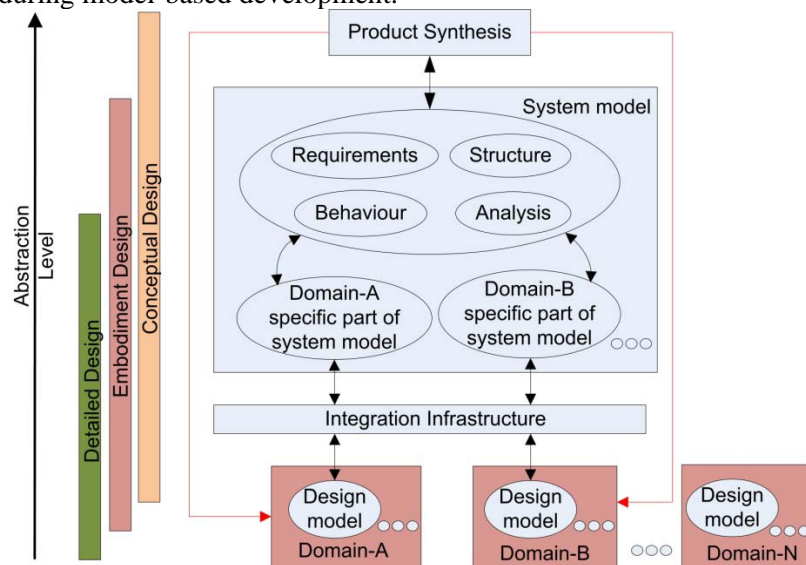 during model-based development.
Product Synthesis
System model
Requirements
Structure
Behaviour
Analysis
Domain-A
specific part of
system model
Domain-B
specific part of
system model
Integration Infrastructure
Design
model
Domain-A
Design
model
Domain-B
Design
model
Domain-N
Abstraction
Level
Detailed Design
Embodiment Design
Conceptual Design